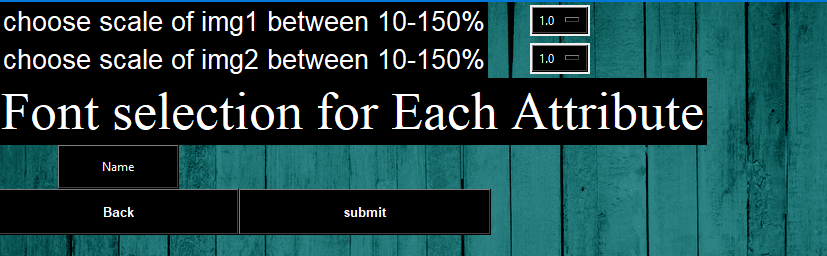 choose scale of img1 between 10-150% 1.0
choose scale of img2 between 10-150% 1.0
Font selection for Each Attribute
Name
Back submit